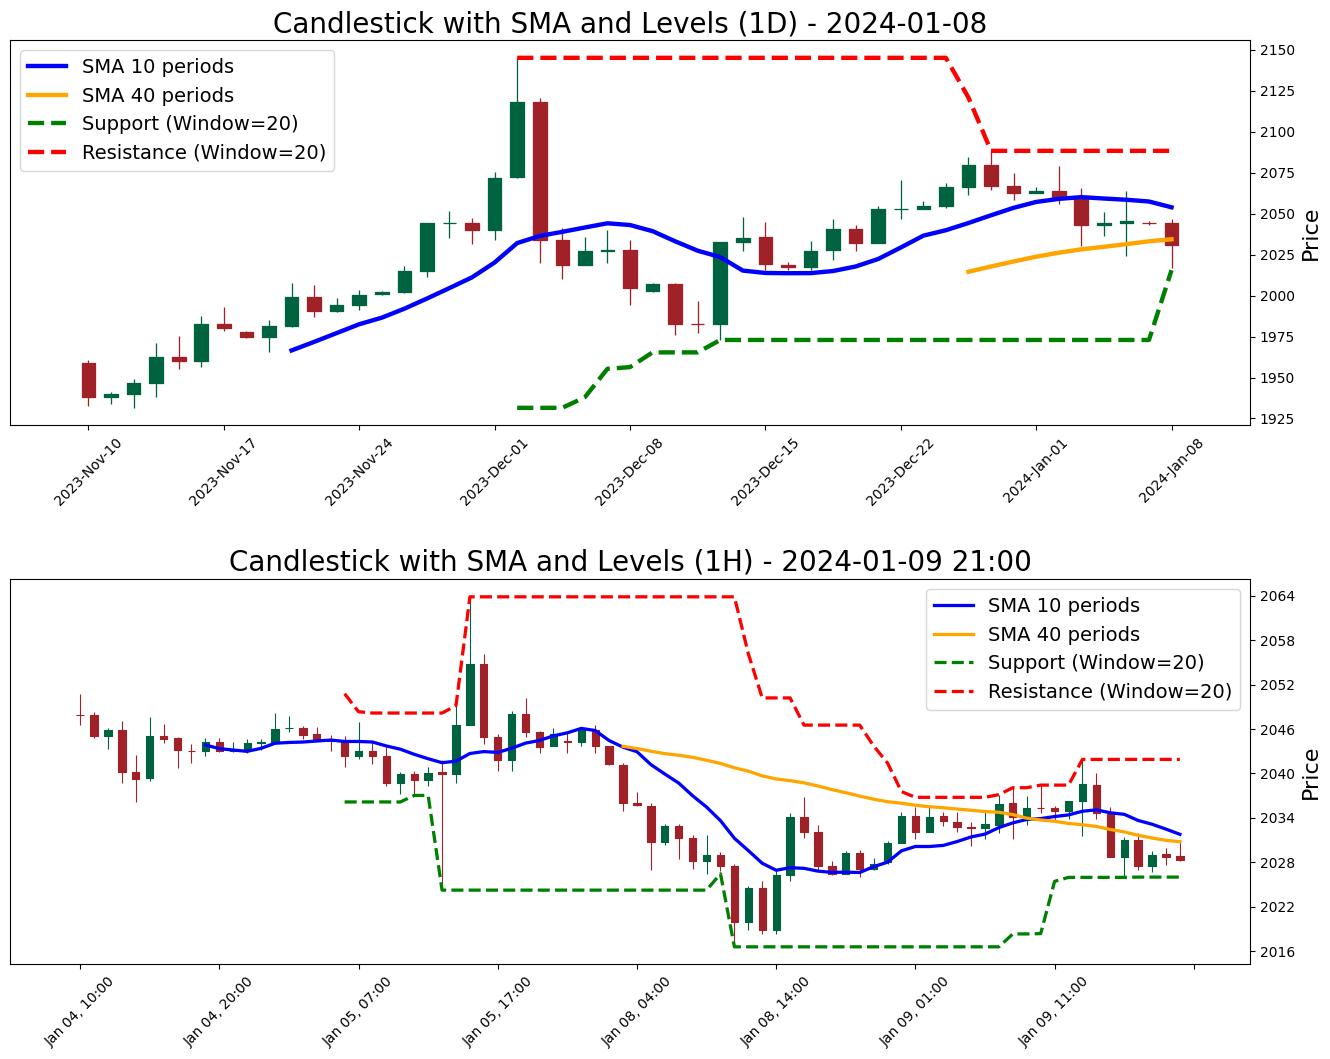 Candlestick with SMA and Levels (1D) - 2024-01-08
SMA 10 periods
SMA 40 periods
Support (Window=20)
Resistance (Window=20)
2150
2125
2100
2075
2050
2025
2000
1975
1950
1925
Price
2023-Nov-10
2023-Nov-17
2023-Nov-24
2023-Dec-01
2023-Dec-08
2023-Dec-15
2023-Dec-22
2024-Jan-01
2024-Jan-08
Candlestick with SMA and Levels (1H) - 2024-01-09 21:00
SMA 10 periods
SMA 40 periods
Support (Window=20)
Resistance (Window=20)
2064
2058
2052
2046
2040
2034
2028
2022
2016
Price
Jan 04, 10:00
Jan 04, 20:00
Jan 05, 07:00
Jan 05, 17:00
Jan 08, 04:00
Jan 08, 14:00
Jan 09, 01:00
Jan 09, 11:00